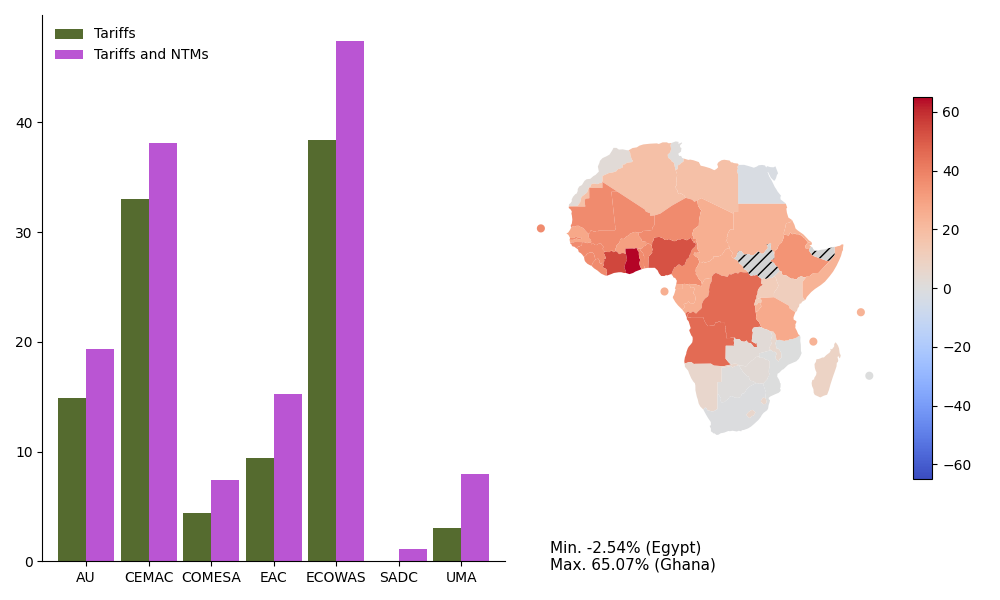 Tariffs
Tariffs and NTMs
40
30
20
10
0
AU CEMAC COMESA EAC ECOWAS SADC UMA
60
40
20
0
−20
−40
−60
Min. -2.54% (Egypt)
Max. 65.07% (Ghana)